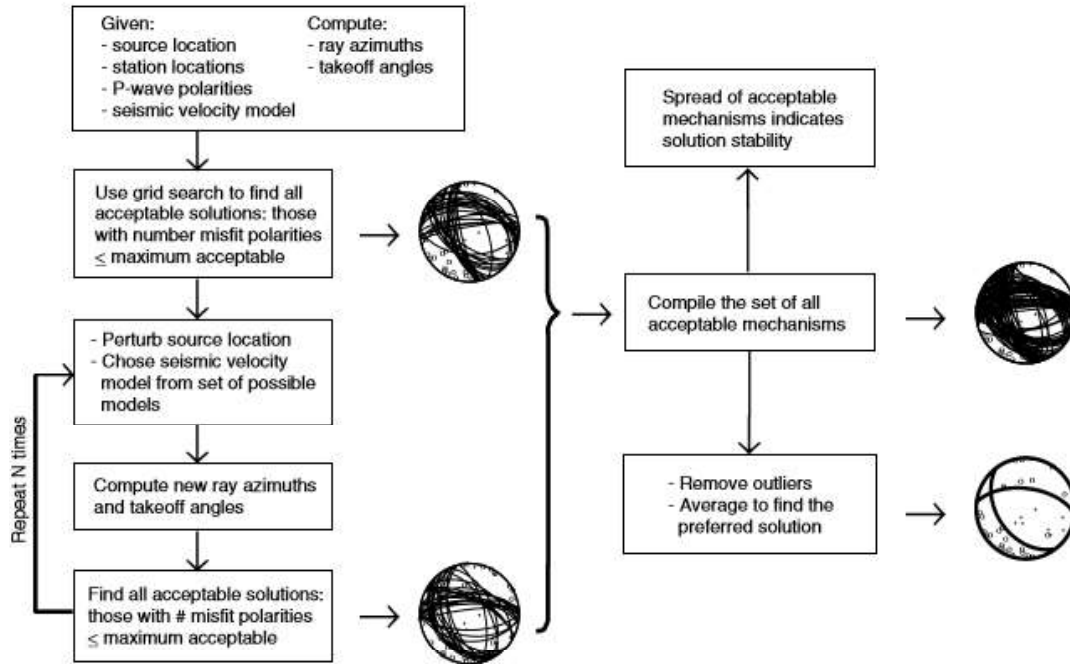 Given:
- source location
- station locations
- P-wave polarities
- seismic velocity model
Compute:
- ray azimuths
- takeoff angles
Use grid search to find all
acceptable solutions: those
with number misfit polarities
≤ maximum acceptable
- Perturb source location
- Chose seismic velocity
model from set of possible
models
Repeat N times
Compute new ray azimuths
and takeoff angles
Find all acceptable solutions:
those with # misfit polarities
≤ maximum acceptable
Spread of acceptable
mechanisms indicates
solution stability
Compile the set of all
acceptable mechanisms
- Remove outliers
- Average to find the
preferred solution